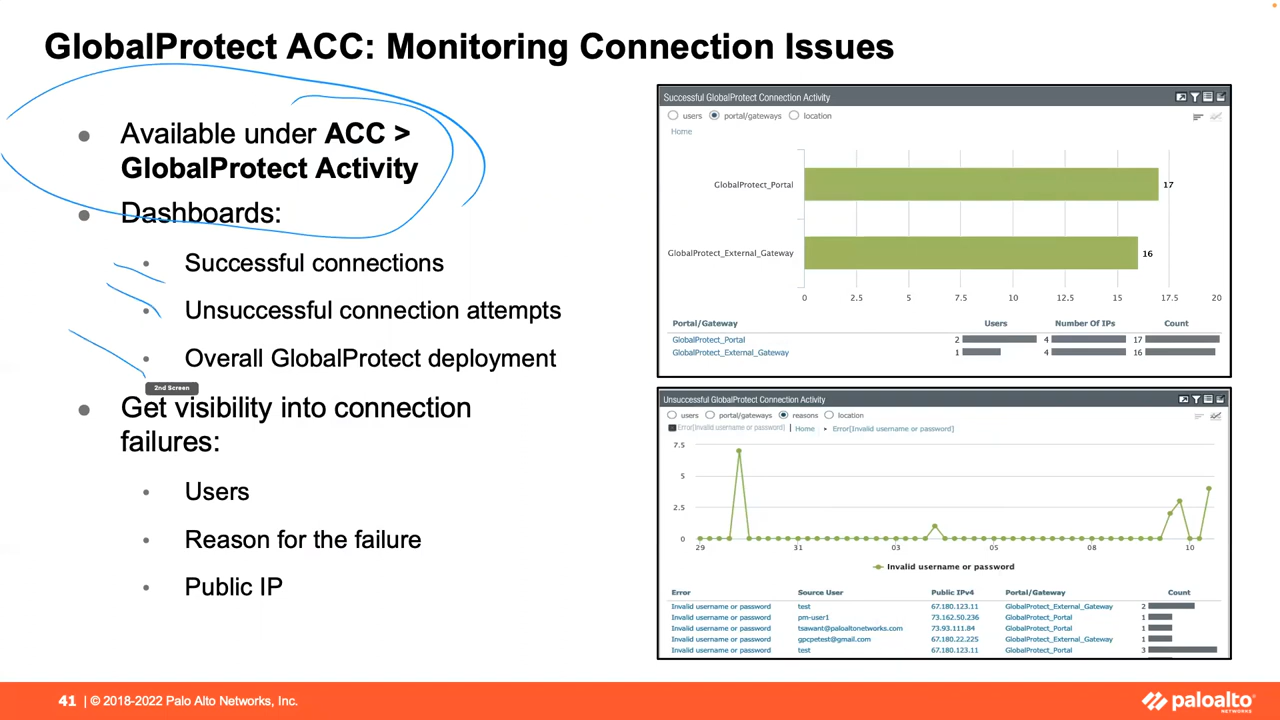 GlobalProtect ACC: Monitoring Connection Issues
Available under ACC >
GlobalProtect Activity
Dashboards:
Successful connections
Unsuccessful connection attempts
Overall GlobalProtect deployment
2nd Screen
Get visibility into connection
failures:
Users
Reason for the failure
Public IP
Successful GlobalProtect Connection Activity
users portal/gateways location
Home
GlobalProtect_Portal 17
GlobalProtect_External_Gateway 16
0 2.5 5 7.5 10 12.5 15 17.5 20
Portal/Gateway Users Number Of IPs Count
GlobalProtect_Portal 2 4 17
GlobalProtect_External_Gateway 1 4 16
Unsuccessful GlobalProtect Connection Activity
users portal/gateways reasons location
Error[Invalid username or password] Home Error[Invalid username or password]
7.5
5
2.5
0
29 31 03 05 08 10
Invalid username or password
Error Source User Public IPv4 Portal/Gateway Count
Invalid username or password test 67.180.123.11 GlobalProtect_External_Gateway 2
Invalid username or password pm-user1 73.162.50.236 GlobalProtect_Portal 1
Invalid username or password tsawant@paloaltonetworks.com 73.93.111.84 GlobalProtect_Portal 1
Invalid username or password gpcpetest@gmail.com 67.180.22.225 GlobalProtect_External_Gateway 1
Invalid username or password test 67.180.123.11 GlobalProtect_Portal 3
41 | © 2018-2022 Palo Alto Networks, Inc.
paloalto
NETWORKS